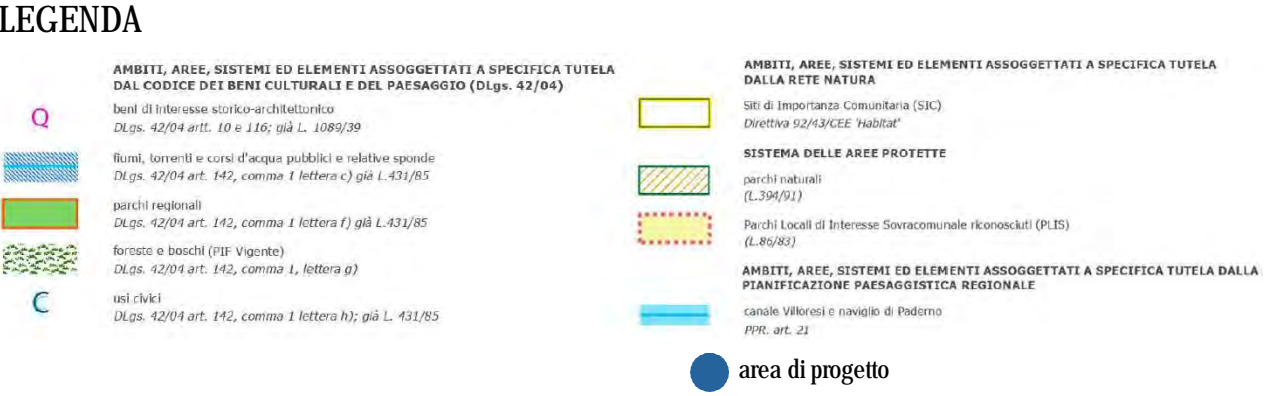 LEGENDA
AMBITI, AREE, SISTEMI ED ELEMENTI ASSOGGETTATI A SPECIFICA TUTELA
DAL CODICE DEI BENI CULTURALI E DEL PAESAGGIO (DLgs. 42/04)
Q
beni di interesse storico-architettonico
DLgs. 42/04 artt. 10 e 116; già L. 1089/39
fiumi, torrenti e corsi d'acqua pubblici e relative sponde
DLgs. 42/04 art. 142, comma 1 lettera c) già L.431/85
parchi regionali
DLgs. 42/04 art. 142, comma 1 lettera f) già L.431/85
foreste e boschi (PIF Vigente)
DLgs. 42/04 art. 142, comma 1, lettera g)
C
usi civici
DLgs. 42/04 art. 142, comma 1 lettera h); già L. 431/85
AMBITI, AREE, SISTEMI ED ELEMENTI ASSOGGETTATI A SPECIFICA TUTELA
DALLA RETE NATURA
Siti di Importanza Comunitaria (SIC)
Direttiva 92/43/CEE 'Habitat'
SISTEMA DELLE AREE PROTETTE
parchi naturali
(L.394/91)
Parchi Locali di Interesse Sovracomunale riconosciuti (PLIS)
(L.86/83)
AMBITI, AREE, SISTEMI ED ELEMENTI ASSOGGETTATI A SPECIFICA TUTELA DALLA
PIANIFICAZIONE PAESAGGISTICA REGIONALE
canale Villoresi e naviglio di Paderno
PPR. art. 21
area di progetto